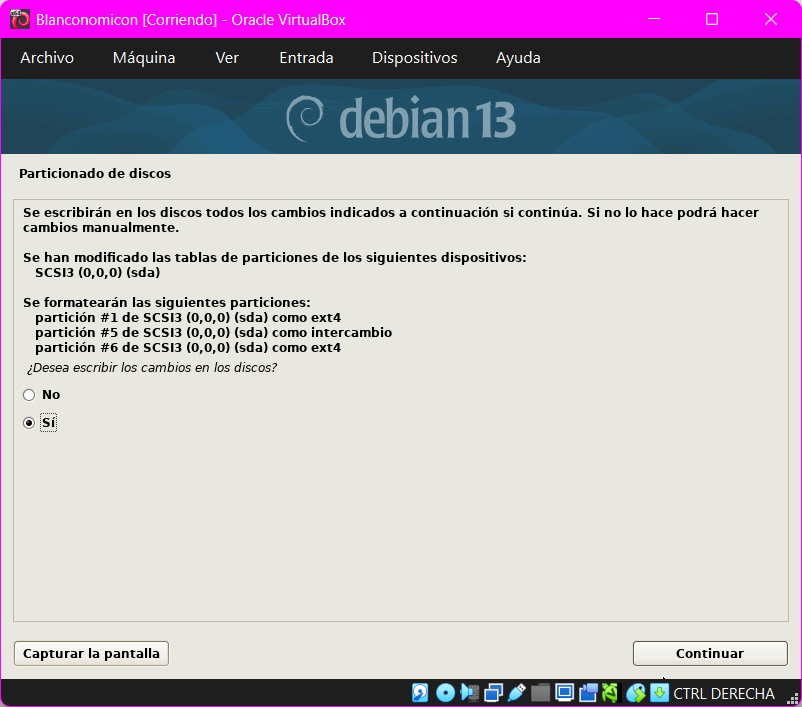 Blanconomicon [Corriendo] - Oracle VirtualBox
Archivo Máquina Ver Entrada Dispositivos Ayuda
debian 13
Particionado de discos
Se escribirán en los discos todos los cambios indicados a continuación si continúa. Si no lo hace podrá hacer
cambios manualmente.
Se han modificado las tablas de particiones de los siguientes dispositivos:
SCSI3 (0,0,0) (sda)
Se formatearán las siguientes particiones:
partición #1 de SCSI3 (0,0,0) (sda) como ext4
partición #5 de SCSI3 (0,0,0) (sda) como intercambio
partición #6 de SCSI3 (0,0,0) (sda) como ext4
¿Desea escribir los cambios en los discos?
No
Sí
Capturar la pantalla Continuar
CTRL DERECHA